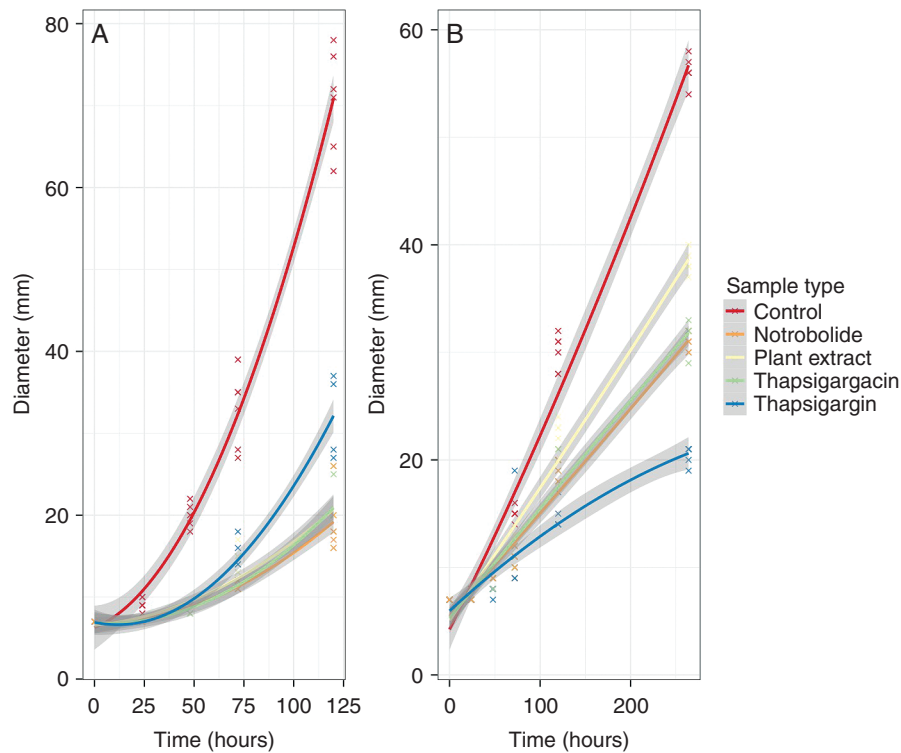 A
B
80
60
40
20
0
Diameter (mm)
0 25 50 75 100 125
Time (hours)
60
40
20
0
Diameter (mm)
0 100 200
Time (hours)
Sample type
Control
Notrobolide
Plant extract
Thapsigargacin
Thapsigargin